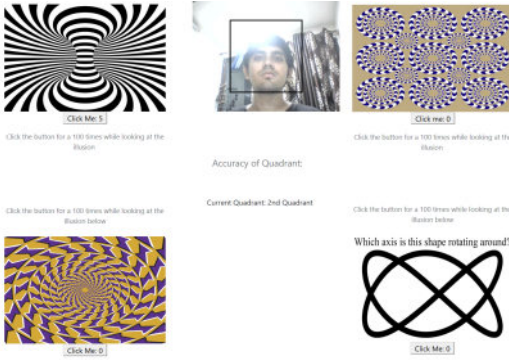 Click Me: 5
Click the button for a 100 times while looking at the
illusion
Click me: 0
Click the button for a 100 times while looking at the
illusion
Accuracy of Quadrant:
Current Quadrant: 2nd Quadrant
Click the button for a 100 times while looking at the
illusion below
Click Me: 0
Click the button for a 100 times while looking at the
illusion below
Which axis is this shape rotating around?
Click Me: 0